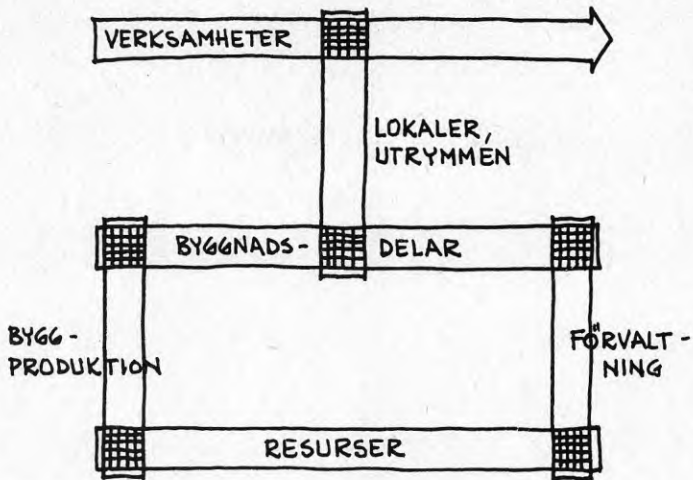 VERKSAMHETER
LOKALER,
UTRYMMEN
BYGGNADS- DELAR
BYGG-
PRODUKTION
FÖRVALT-
NING
RESURSER